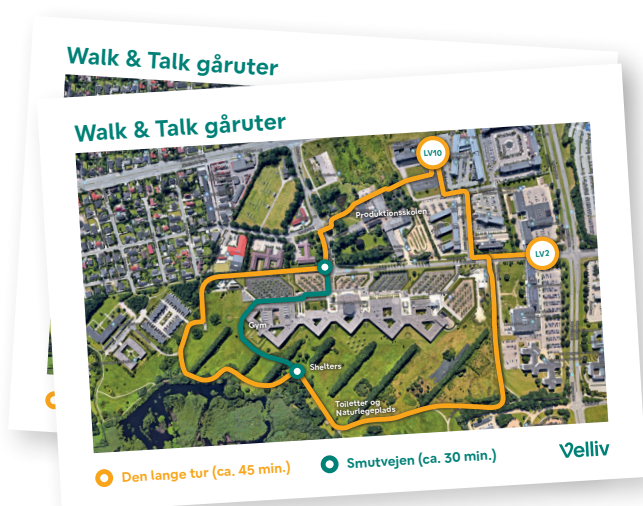 Walk & Talk gåruter
Walk & Talk gåruter
LV10
Produktionsskolen
LV2
Gym
Shelters
Toiletter og
Naturlegeplads
Den lange tur (ca. 45 min.)
Smutvejen (ca. 30 min.)
Velliv